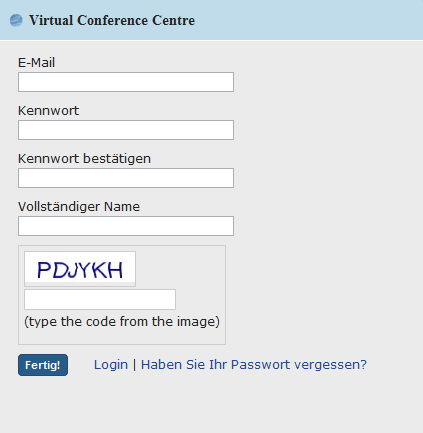 Virtual Conference Centre
E-Mail
Kennwort
Kennwort bestätigen
Vollständiger Name
PDJYKH
(type the code from the image)
Fertig! Login | Haben Sie Ihr Passwort vergessen?